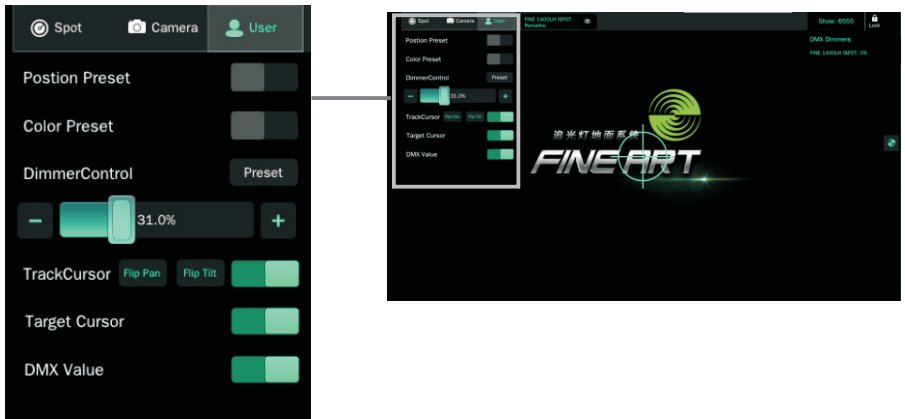 Spot Camera User
Postion Preset
Color Preset
DimmerControl Preset
− 31.0% +
TrackCursor Flip Pan Flip Tilt
Target Cursor
DMX Value
Spot Camera User
Postion Preset
Color Preset
DimmerControl Preset
− 31.0% +
TrackCursor Flip Pan Flip Tilt
Target Cursor
DMX Value
FINE 1400LH ISPOT
Remarks:
Show: 6555
Lock
DMX Dimmers
FINE 1400LH ISPOT: 0%
追光灯地面系统
FINE ART